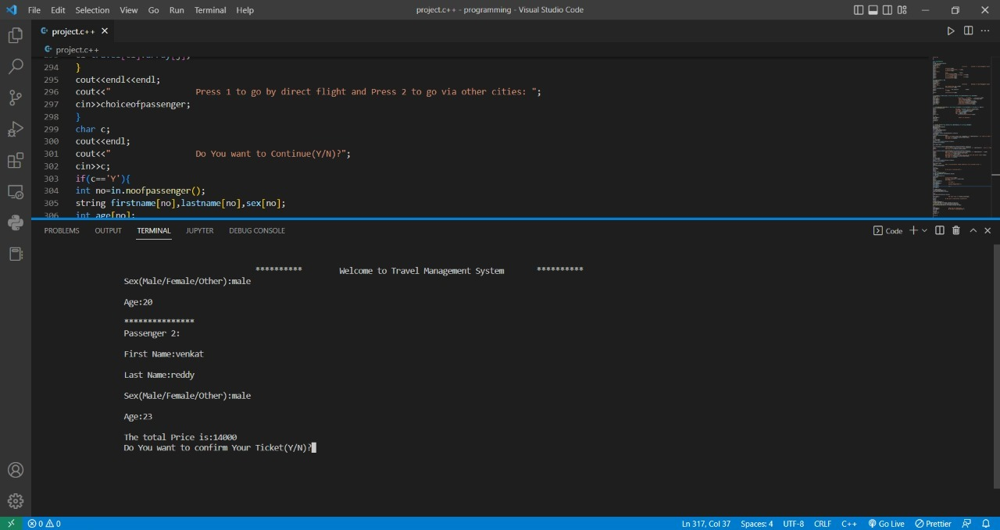 File Edit Selection View Go Run Terminal Help project.c++ - programming - Visual Studio Code
project.c++
project.c++
294 }
295 cout<<endl<<endl;
296 cout<<" Press 1 to go by direct flight and Press 2 to go via other cities: ";
297 cin>>choiceofpassenger;
298 }
299 char c;
300 cout<<endl;
301 cout<<" Do You want to Continue(Y/N)?";
302 cin>>c;
303 if(c=='Y'){
304 int no=in.noofpassenger();
305 string firstname[no],lastname[no],sex[no];
306 int age[no];
PROBLEMS OUTPUT TERMINAL JUPYTER DEBUG CONSOLE Code
********** Welcome to Travel Management System **********
Sex(Male/Female/Other):male
Age:20
***************
Passenger 2:
First Name:venkat
Last Name:reddy
Sex(Male/Female/Other):male
Age:23
The total Price is:14000
Do You want to confirm Your Ticket(Y/N)?
0 0 Ln 317, Col 37 Spaces: 4 UTF-8 CRLF C++ Go Live Prettier